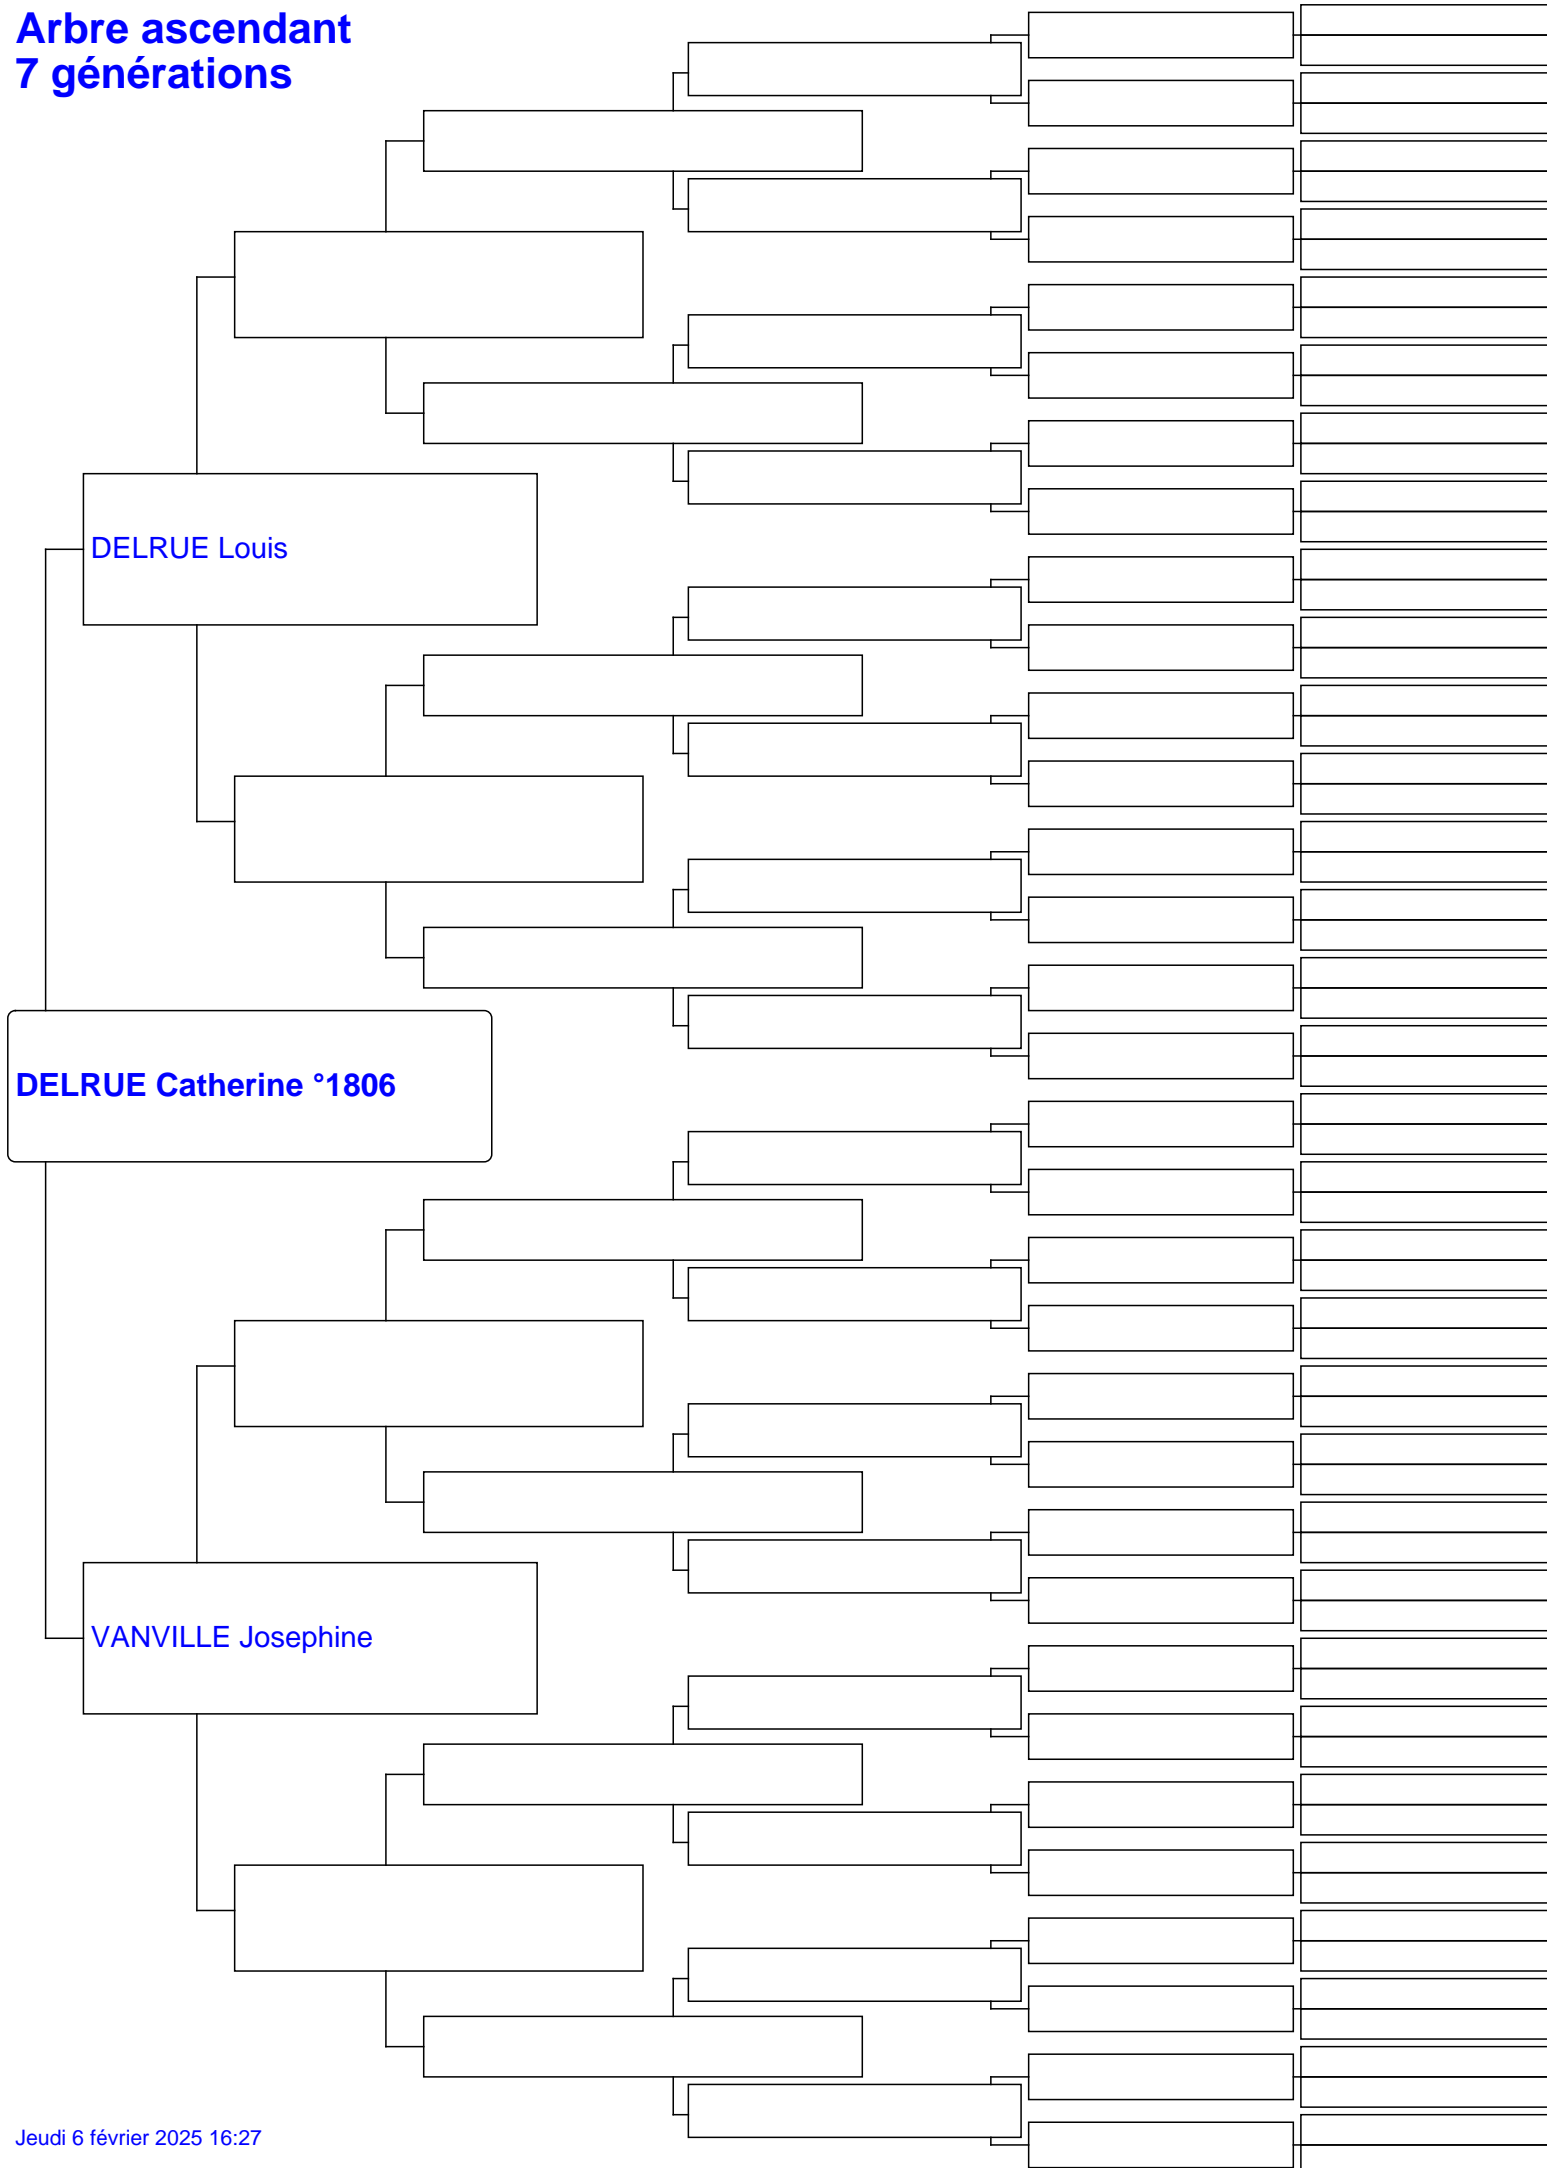 Arbre ascendant
7 générations
DELRUE Louis
DELRUE Catherine °1806
VANVILLE Josephine
Jeudi 6 février 2025 16:27